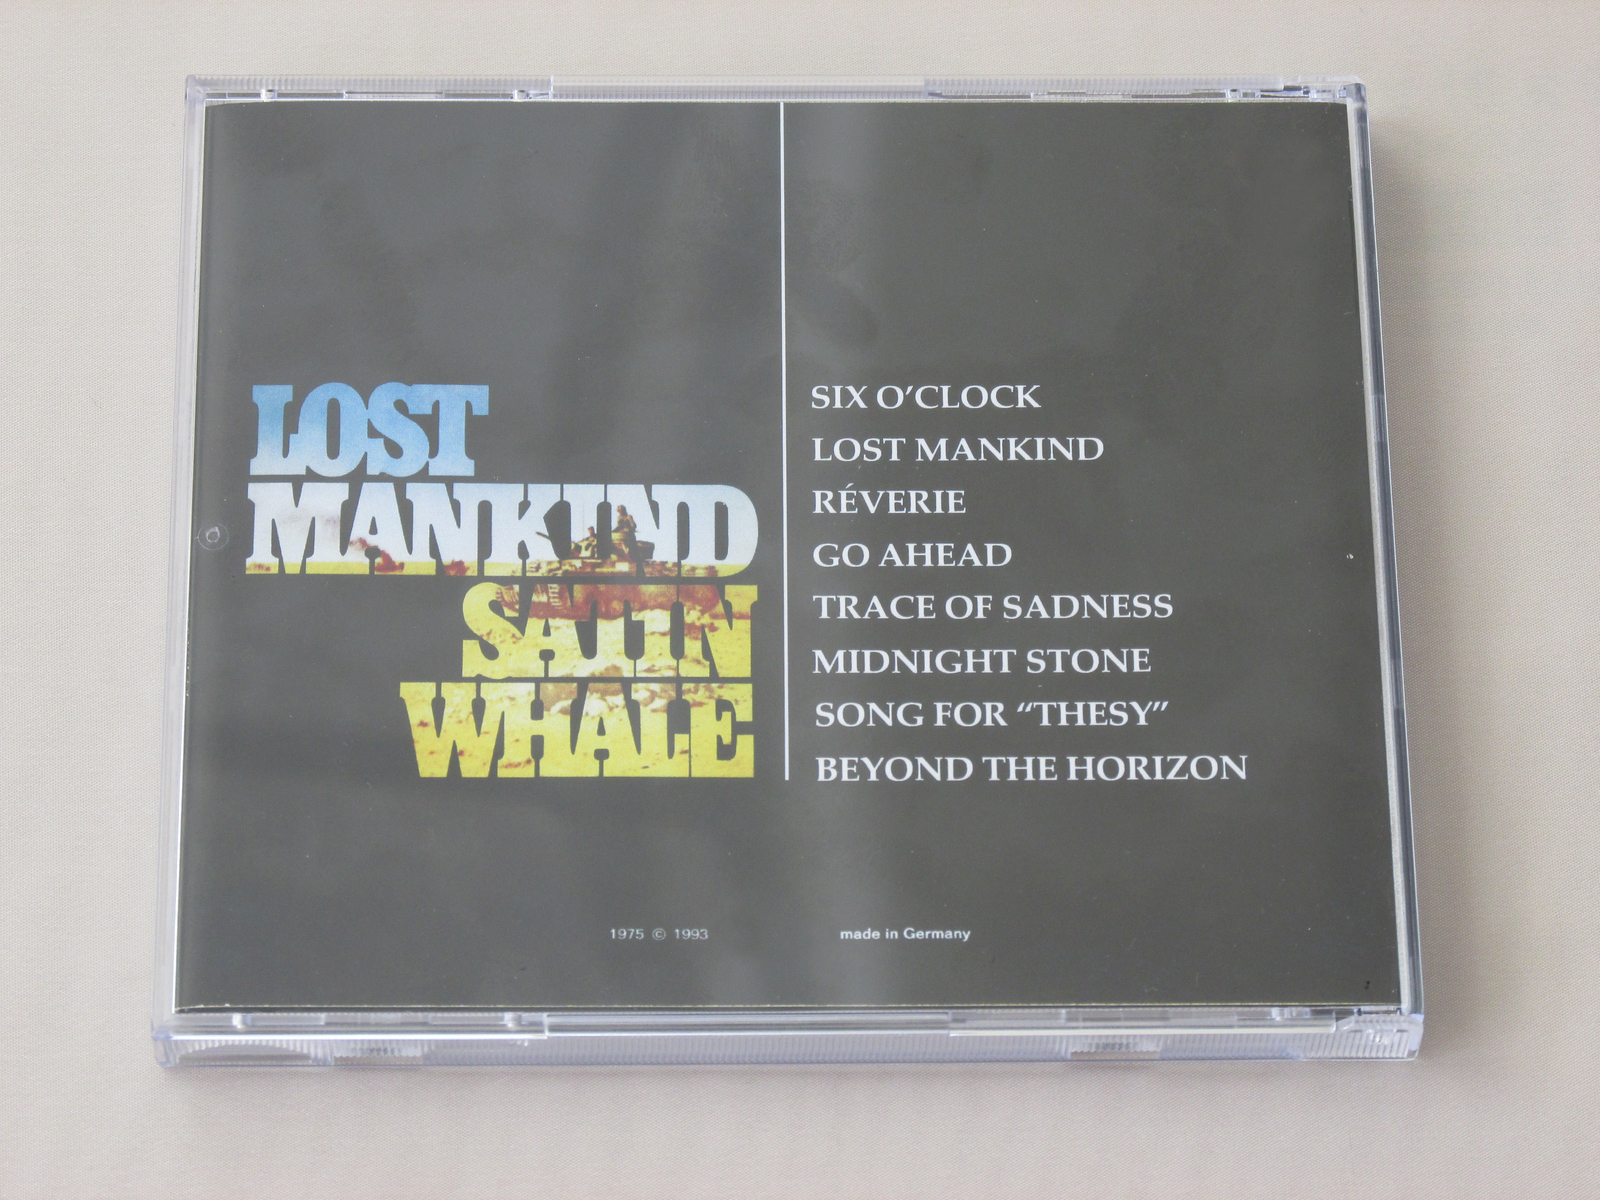 LOST
MANKIND
SATIN
WHALE
SIX O’CLOCK
LOST MANKIND
RÉVERIE
GO AHEAD
TRACE OF SADNESS
MIDNIGHT STONE
SONG FOR “THESY”
BEYOND THE HORIZON
1975 © 1993
made in Germany